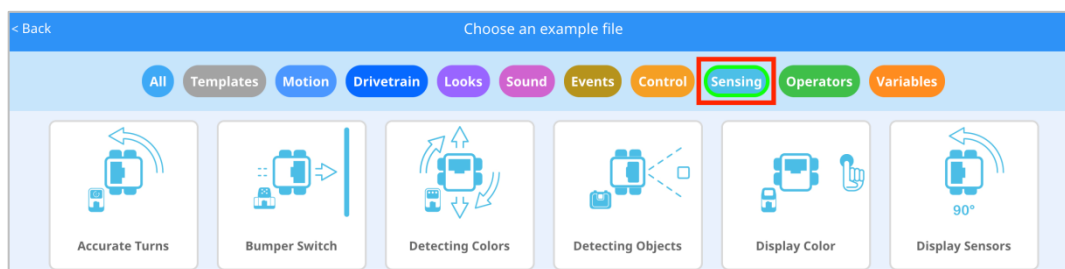 < Back
Choose an example file
All Templates Motion Drivetrain Looks Sound Events Control Sensing Operators Variables
90°
Accurate Turns Bumper Switch Detecting Colors Detecting Objects Display Color Display Sensors